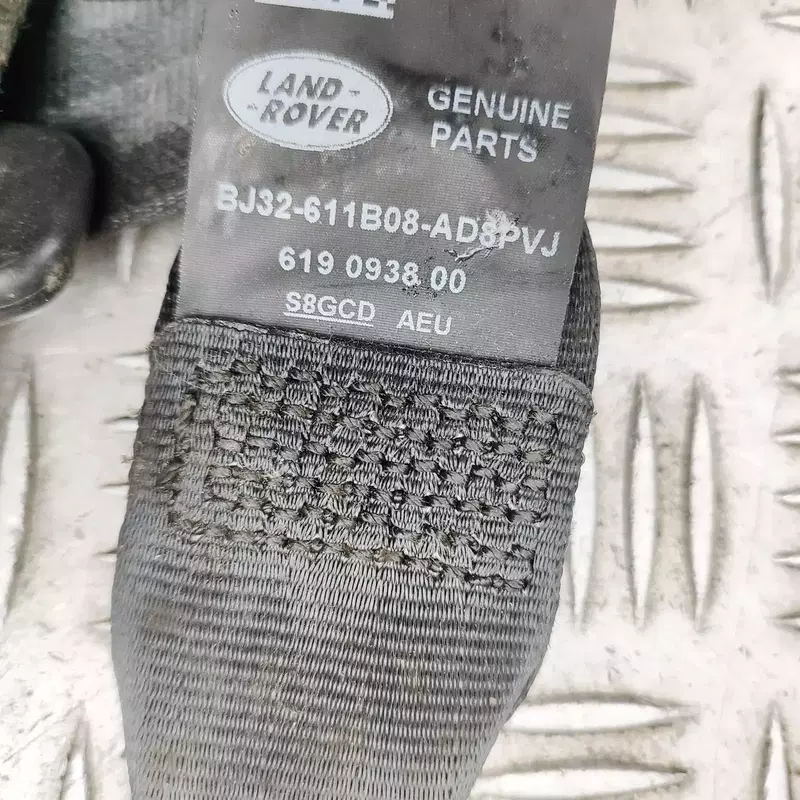 LAND-
-ROVER
GENUINE
PARTS
BJ32-611B08-AD8PVJ
619 0938 00
S8GCD AEU